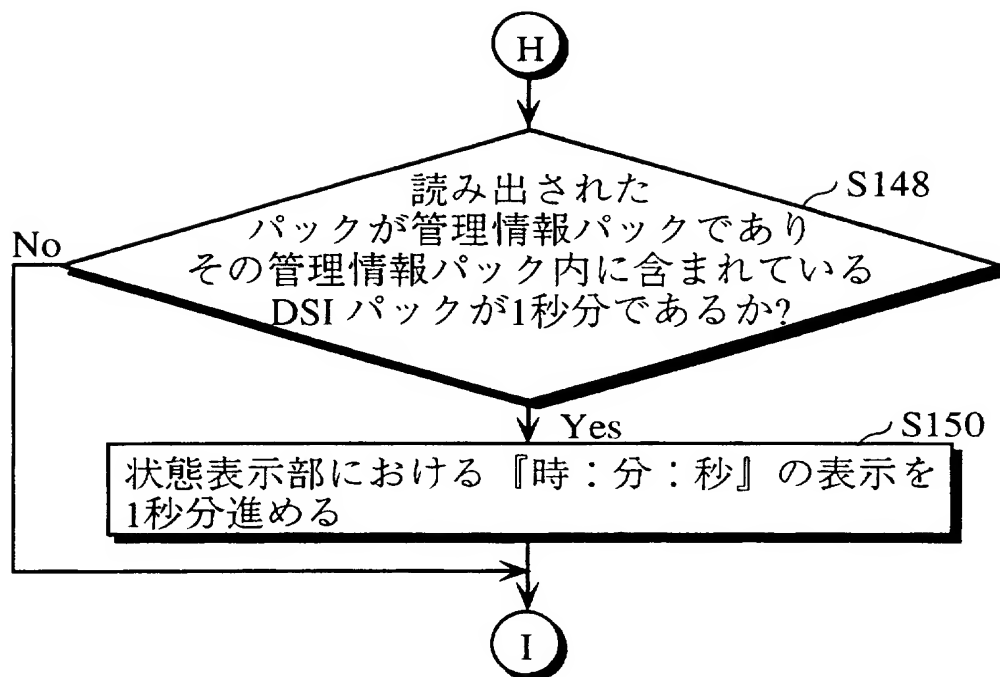 H
読み出された
S148
パックが管理情報パックであり
No
その管理情報パック内に含まれている
DSI パックが1秒分であるか?
Yes
S150
状態表示部における『時：分：秒』の表示を
1秒分進める
I